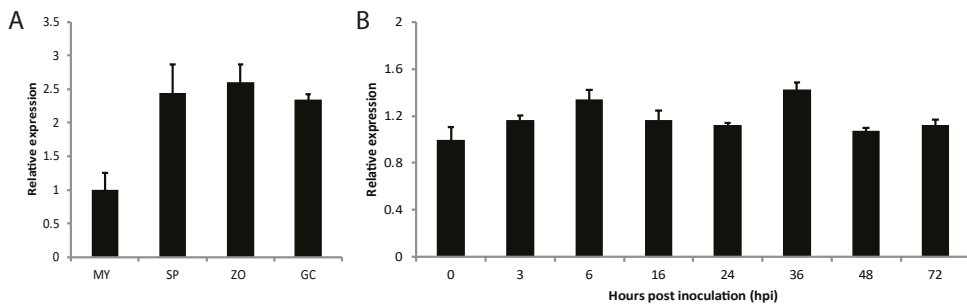 A
Relative expression
3.5
3
2.5
2
1.5
1
0.5
0
MY SP ZO GC
B
Relative expression
2
1.6
1.2
0.8
0.4
0
0 3 6 16 24 36 48 72
Hours post inoculation (hpi)